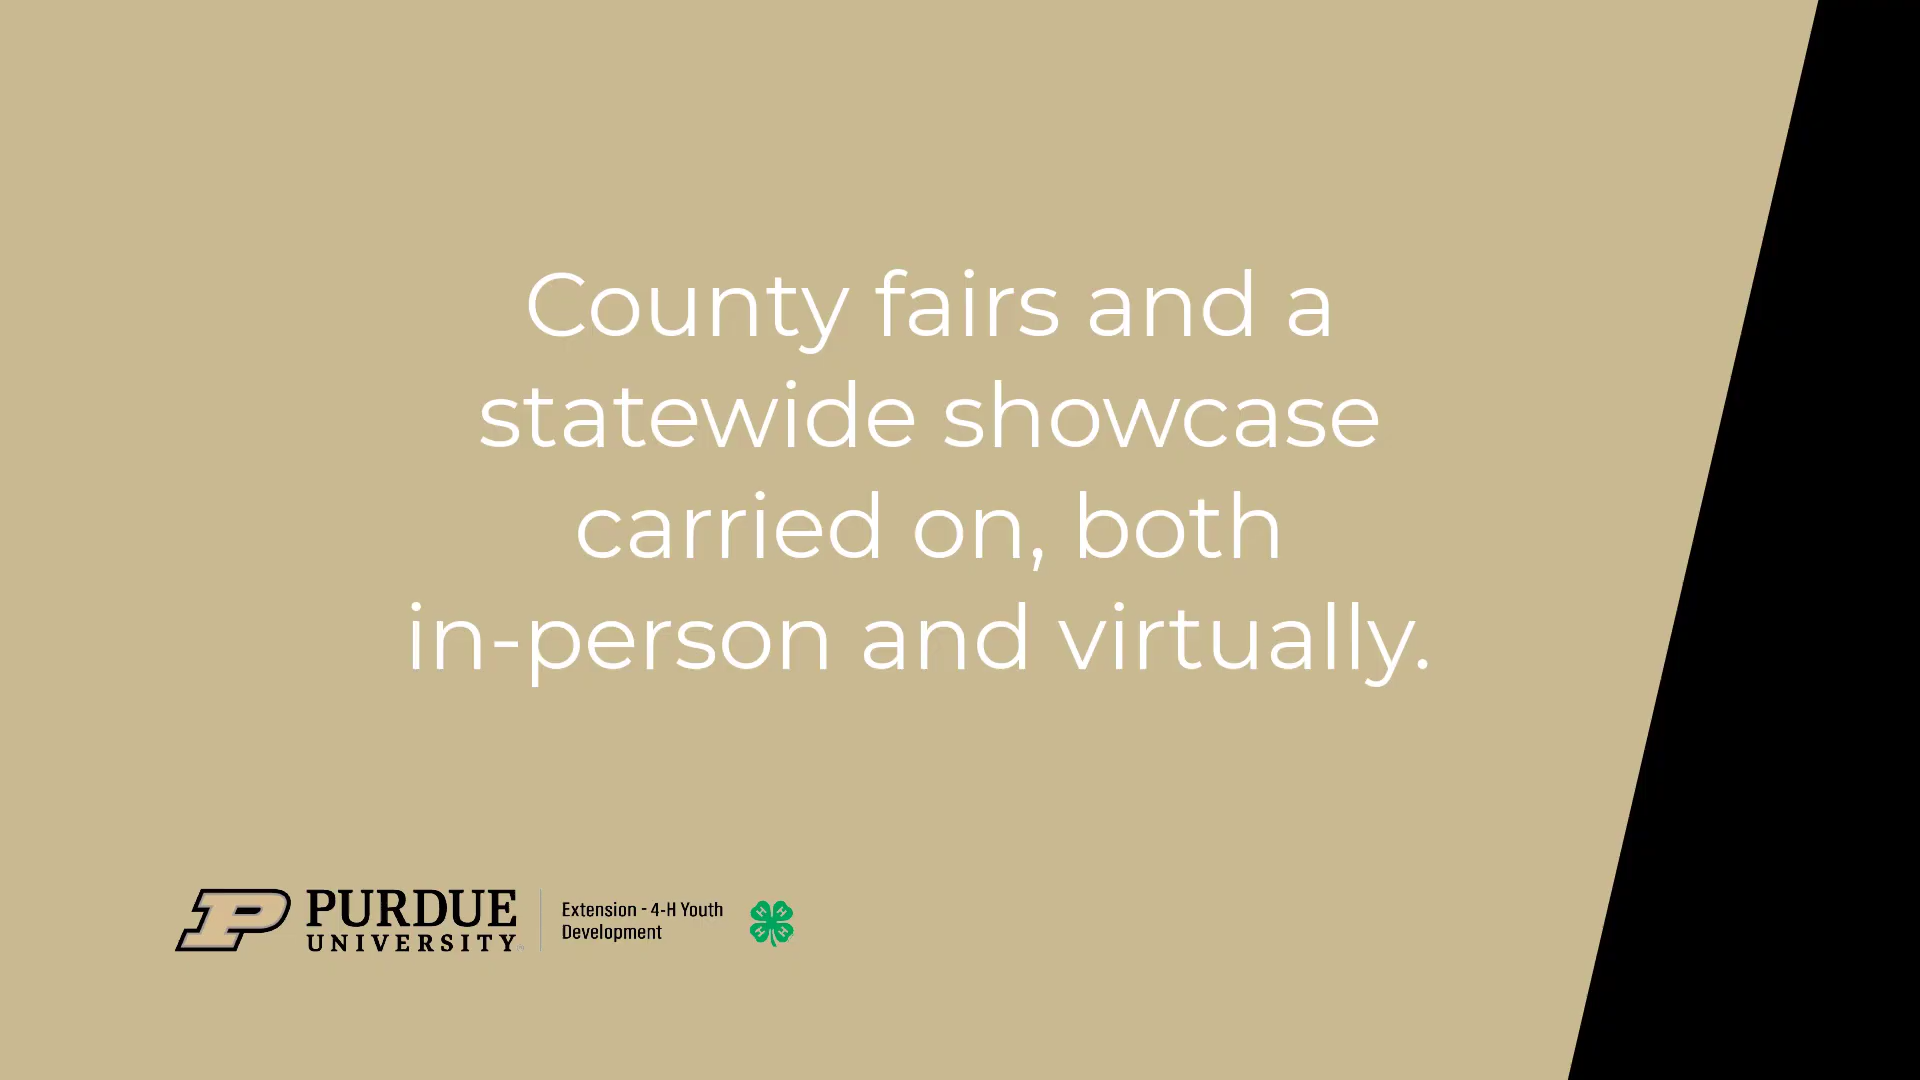 County fairs and a
statewide showcase
carried on, both
in-person and virtually.
PURDUE
UNIVERSITY
Extension - 4-H Youth
Development
H H
H H